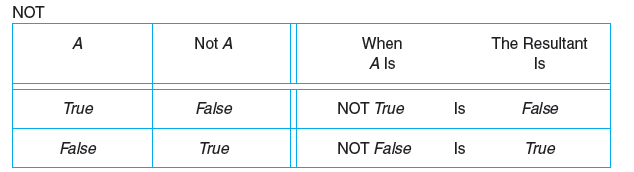 NOT
A Not A When The Resultant
A Is Is
True False NOT True Is False
False True NOT False Is True